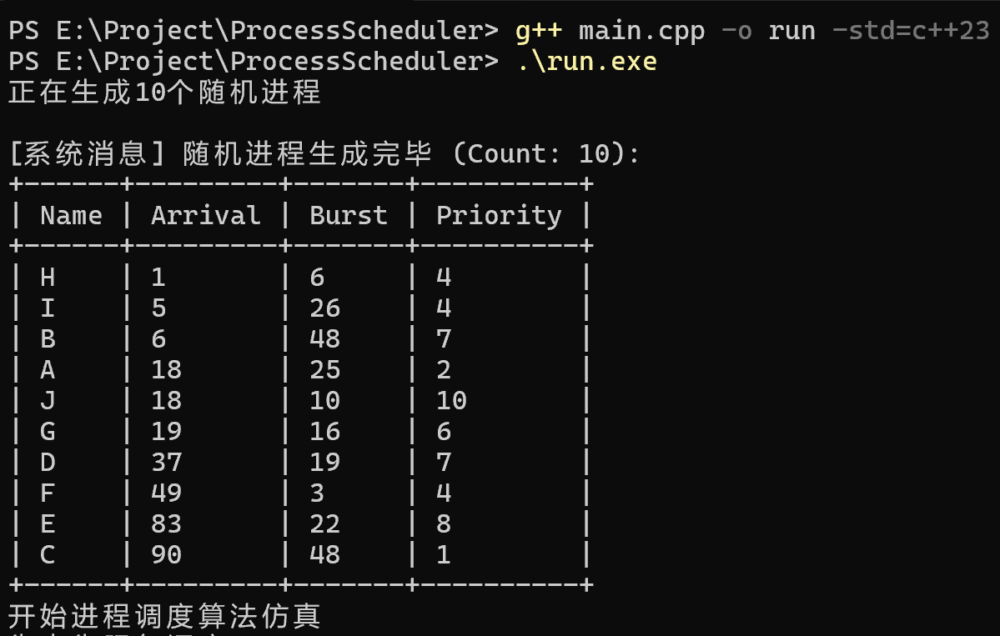 PS E:\Project\ProcessScheduler> g++ main.cpp -o run -std=c++23
PS E:\Project\ProcessScheduler> .\run.exe
正在生成10个随机进程
[系统消息] 随机进程生成完毕 (Count: 10):
+------+---------+-------+----------+
| Name | Arrival | Burst | Priority |
+------+---------+-------+----------+
| H    | 1       | 6     | 4        |
| I    | 5       | 26    | 4        |
| B    | 6       | 48    | 7        |
| A    | 18      | 25    | 2        |
| J    | 18      | 10    | 10       |
| G    | 19      | 16    | 6        |
| D    | 37      | 19    | 7        |
| F    | 49      | 3     | 4        |
| E    | 83      | 22    | 8        |
| C    | 90      | 48    | 1        |
+------+---------+-------+----------+
开始进程调度算法仿真